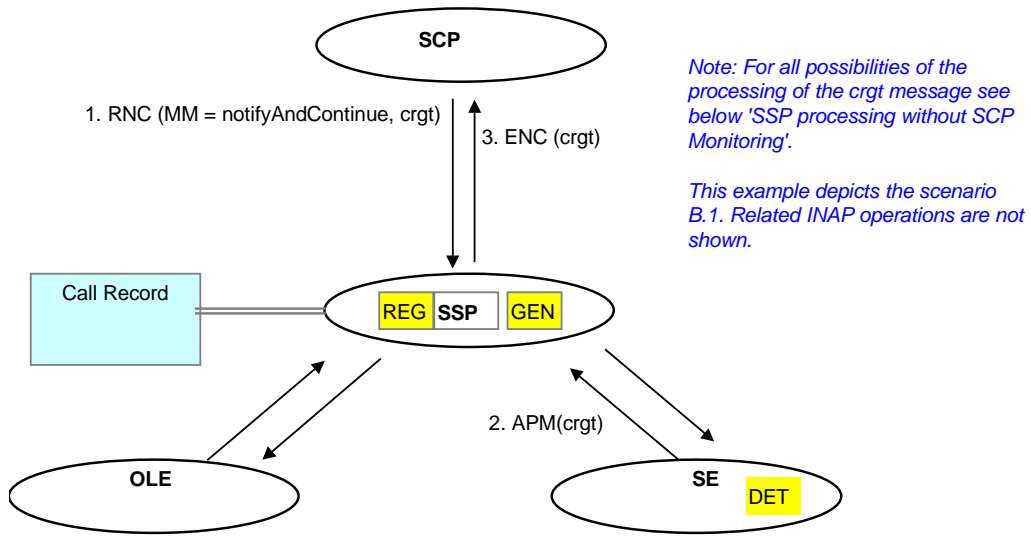 SCP
Note: For all possibilities of the
processing of the crgt message see
below 'SSP processing without SCP
Monitoring'.
1. RNC (MM = notifyAndContinue, crgt)
3. ENC (crgt)
This example depicts the scenario
B.1. Related INAP operations are not
shown.
Call Record
REG SSP GEN
2. APM(crgt)
OLE
SE
DET